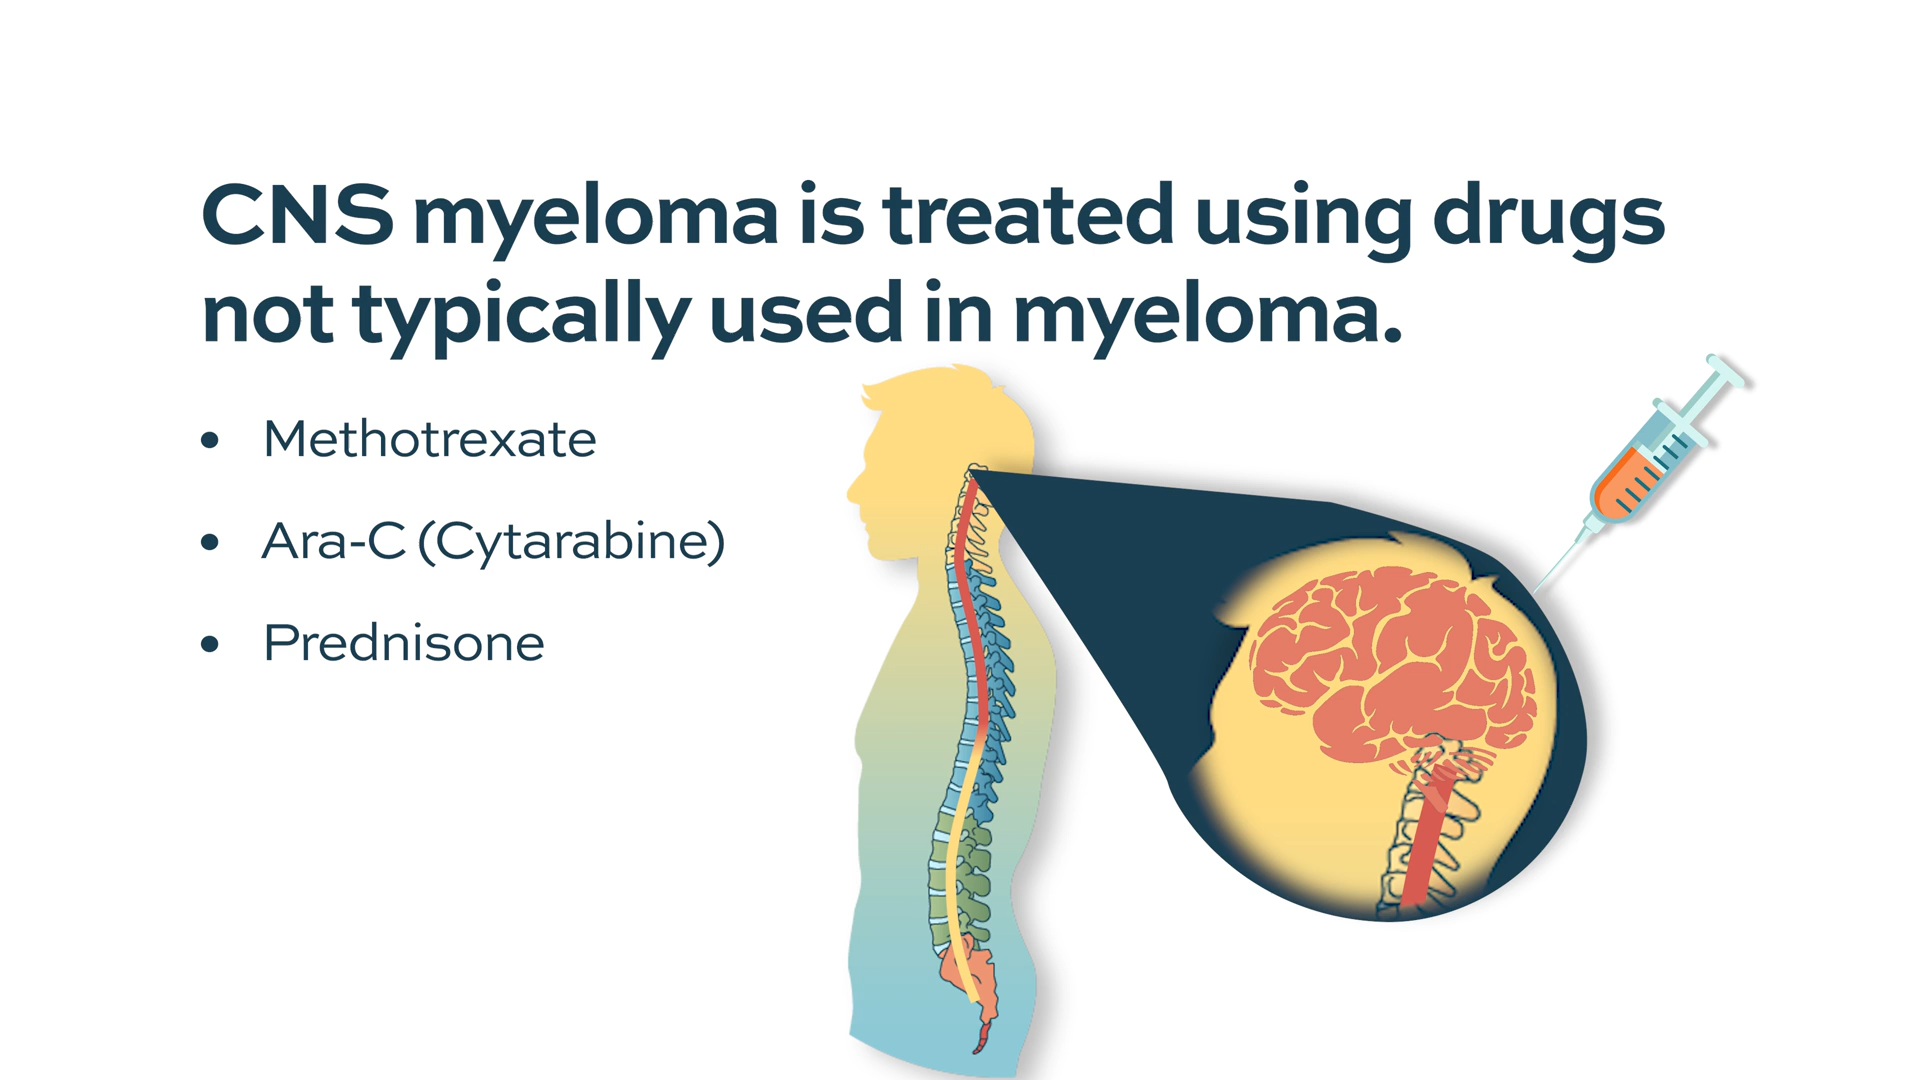 CNS myeloma is treated using drugs
not typically used in myeloma.
• Methotrexate
• Ara-C (Cytarabine)
• Prednisone